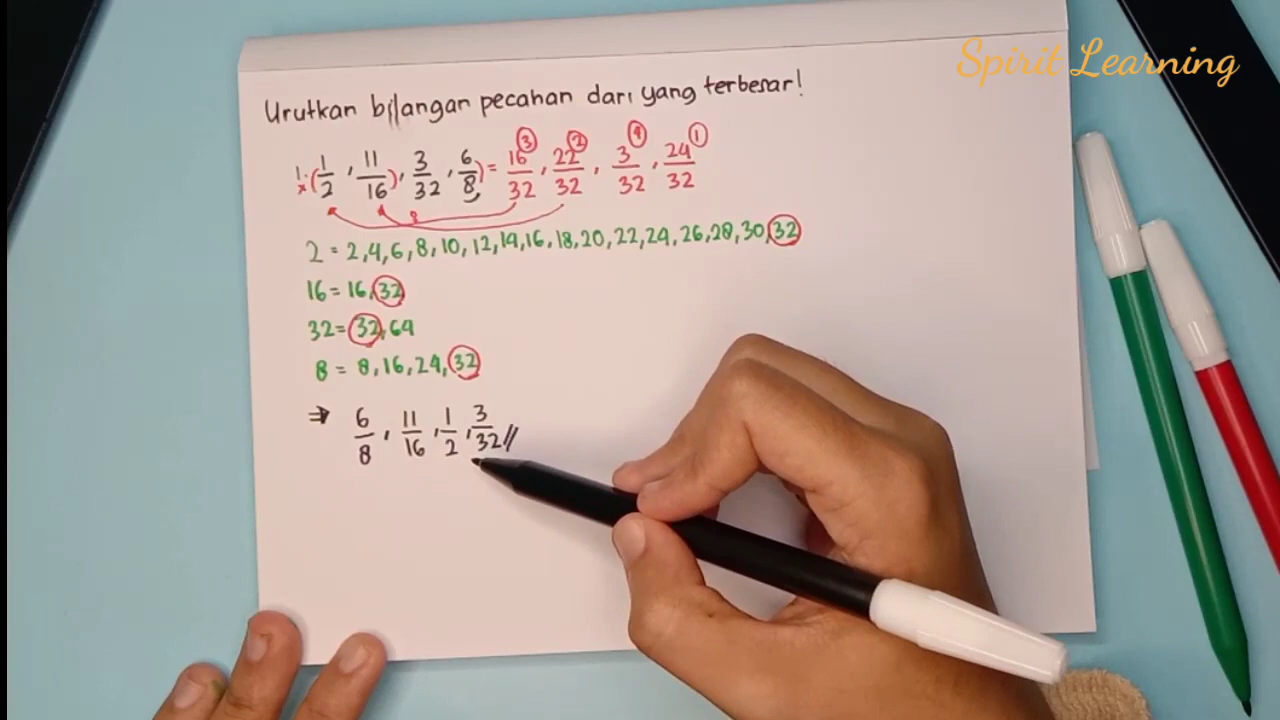 Spirit Learning
Urutkan bilangan pecahan dari yang terbesar!
1/2, 11/16, 3/32, 6/8 = 16/32 ③, 22/32 ②, 3/32 ④, 24/32 ①
2 = 2,4,6,8,10,12,14,16,18,20,22,24,26,28,30,32
16 = 16,32
32 = 32,64
8 = 8,16,24,32
⇒ 6/8, 11/16, 1/2, 3/32 //